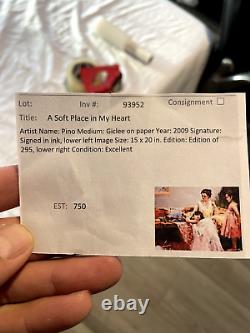 Lot: Inv #: 93952 Consignment
Title: A Soft Place in My Heart
Artist Name: Pino Medium: Giclee on paper Year: 2009 Signature:
Signed in ink, lower left Image Size: 15 x 20 in. Edition: Edition of
295, lower right Condition: Excellent
EST: 750